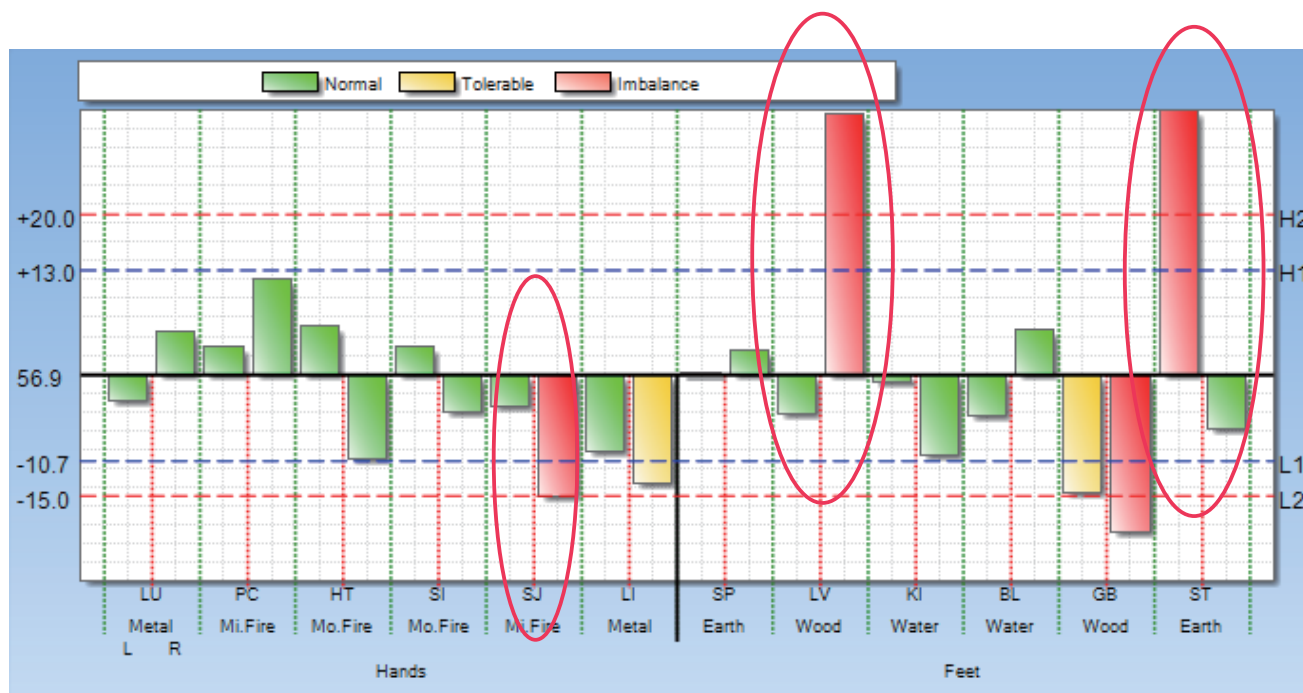 Normal Tolerable Imbalance
+20.0 H2
+13.0 H1
56.9
-10.7 L1
-15.0 L2
LU PC HT SI SJ LI SP LV KI BL GB ST
Metal Mi.Fire Mo.Fire Mo.Fire Mi.Fire Metal Earth Wood Water Water Wood Earth
L R
Hands Feet